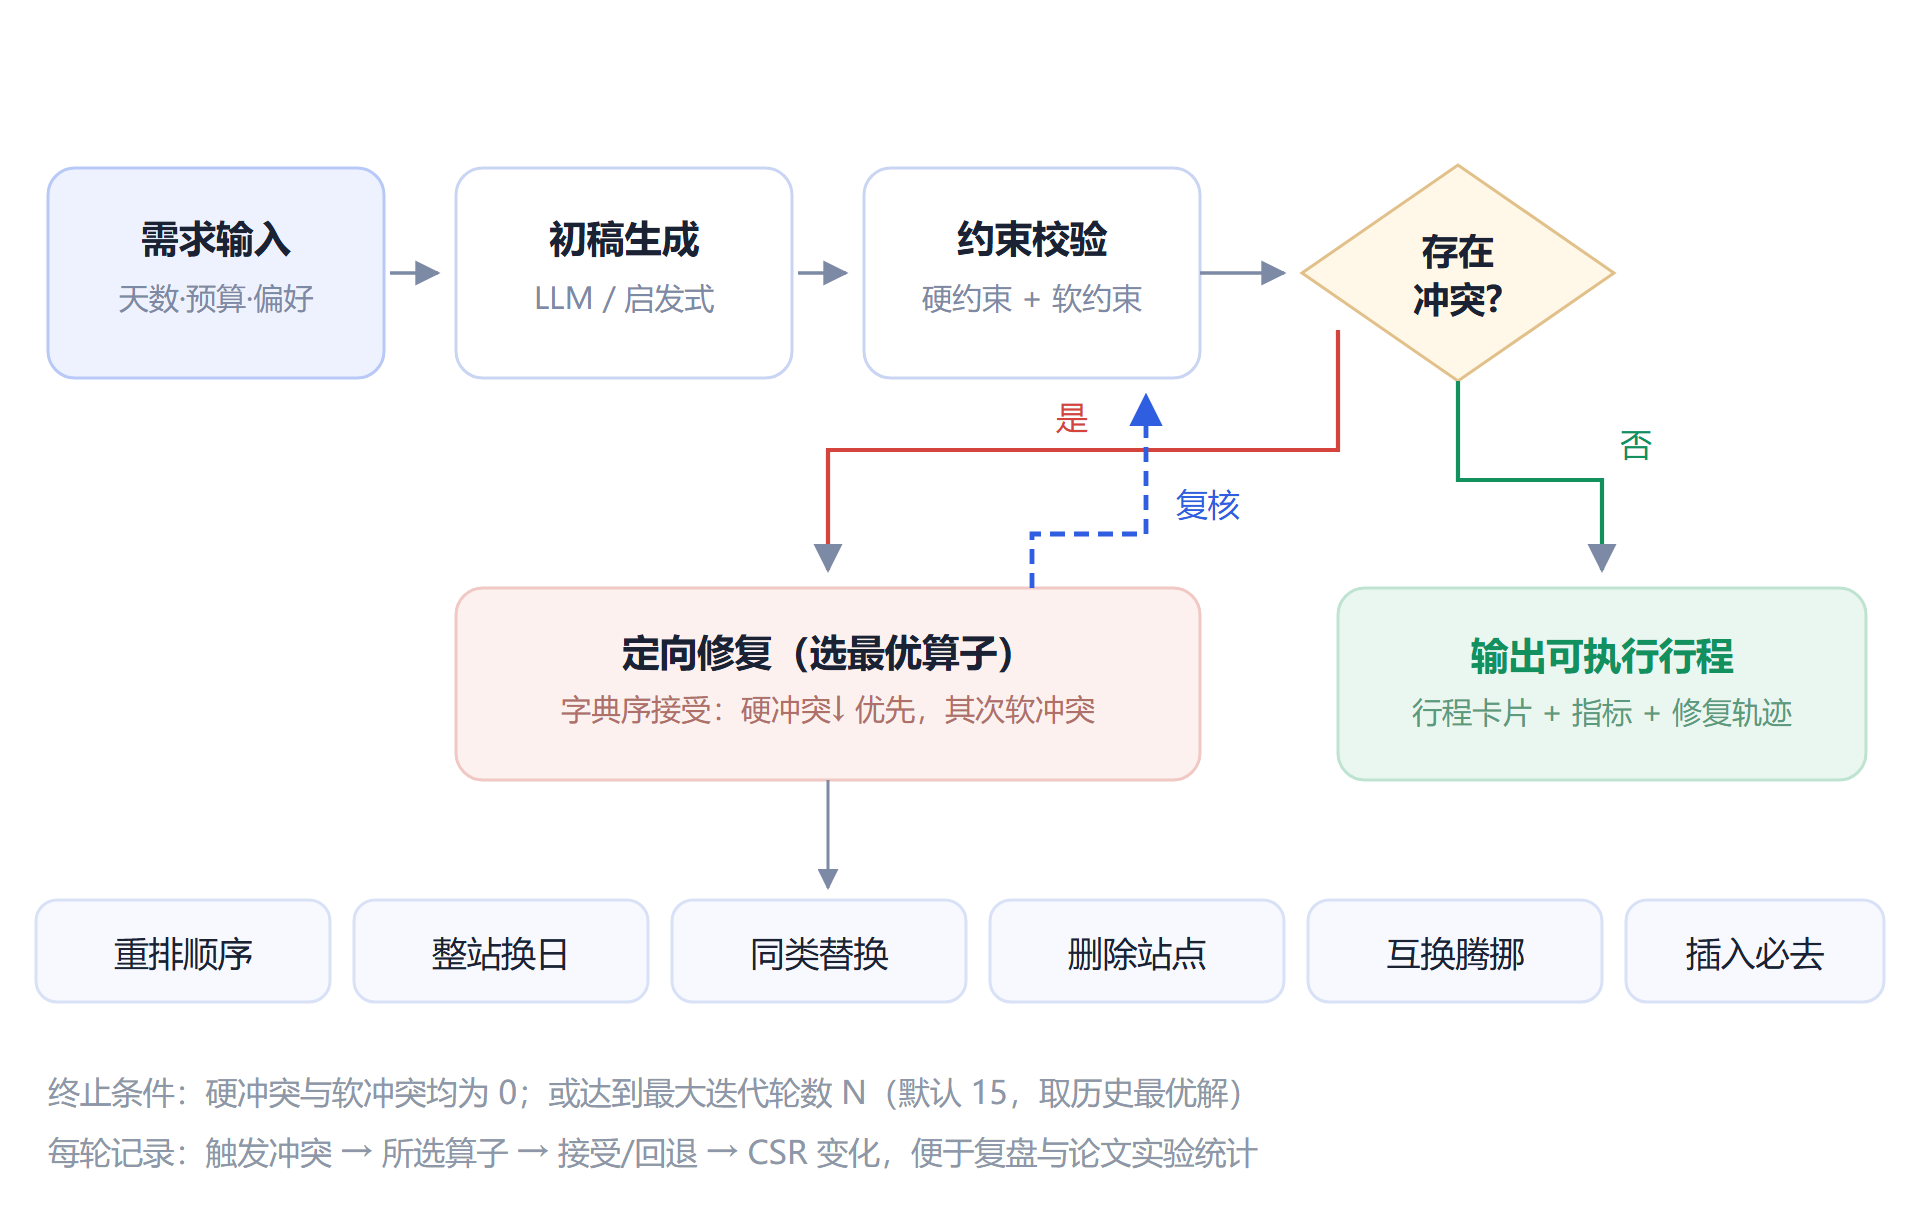 需求输入
天数·预算·偏好
初稿生成
LLM / 启发式
约束校验
硬约束 + 软约束
存在
冲突?
是
否
复核
定向修复（选最优算子）
字典序接受：硬冲突↓ 优先，其次软冲突
输出可执行行程
行程卡片 + 指标 + 修复轨迹
重排顺序
整站换日
同类替换
删除站点
互换腾挪
插入必去
终止条件：硬冲突与软冲突均为 0；或达到最大迭代轮数 N（默认 15，取历史最优解）
每轮记录：触发冲突 → 所选算子 → 接受/回退 → CSR 变化，便于复盘与论文实验统计